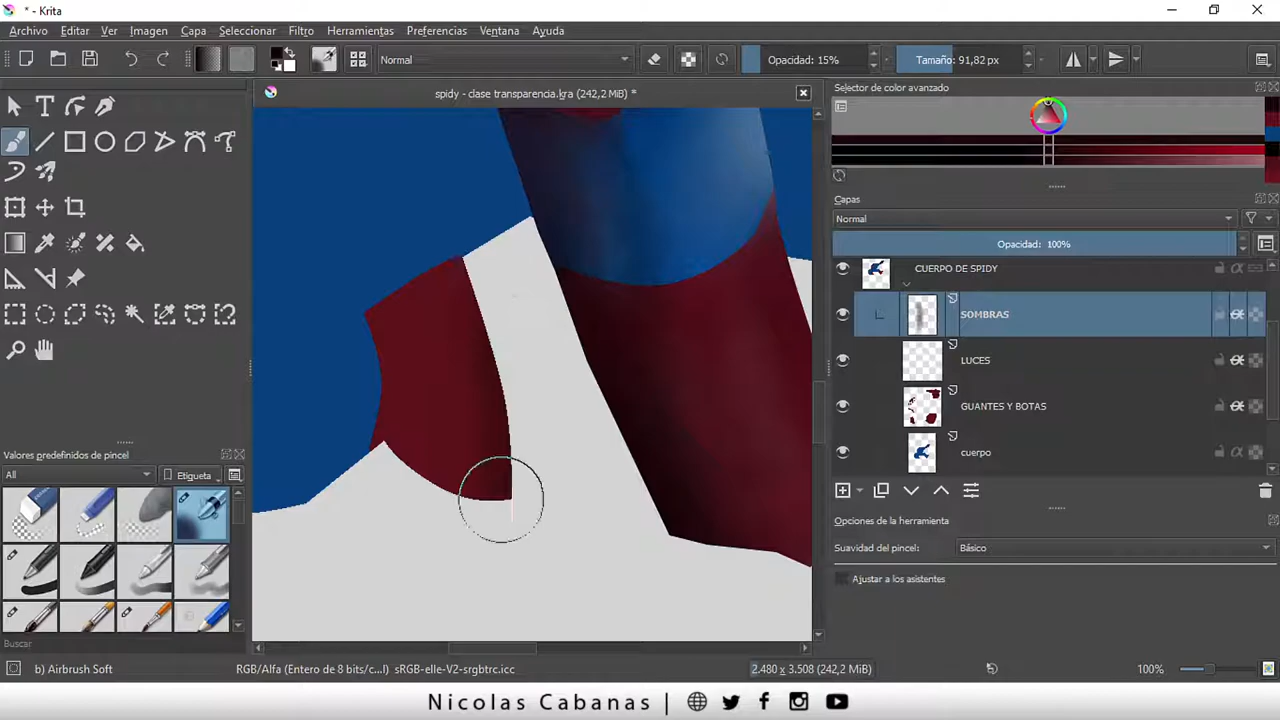 * - Krita
Archivo Editar Ver Imagen Capa Seleccionar Filtro Herramientas Preferencias Ventana Ayuda
Normal Opacidad: 15% Tamaño: 91,82 px
spidy - clase transparencia.kra (242,2 MiB) *
Selector de color avanzado
Capas
Normal
Opacidad: 100%
CUERPO DE SPIDY
SOMBRAS
LUCES
GUANTES Y BOTAS
cuerpo
Opciones de la herramienta
Suavidad del pincel: Básico
Ajustar a los asistentes
Valores predefinidos de pincel
All Etiqueta
Buscar
b) Airbrush Soft RGB/Alfa (Entero de 8 bits/c...l) sRGB-elle-V2-srgbtrc.icc 2.480 x 3.508 (242,2 MiB) 100%
Nicolas Cabanas |